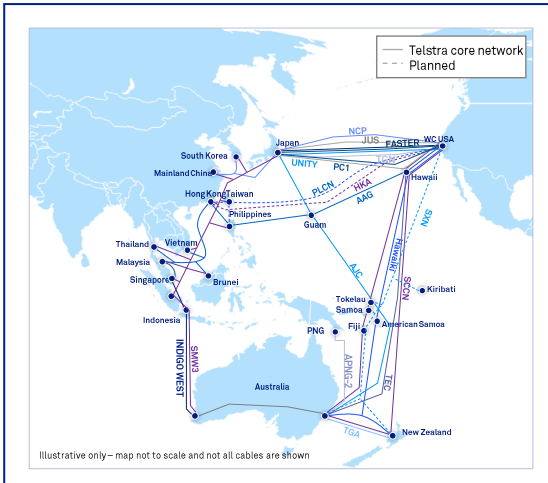 Telstra core network
Planned
NCP
JUS
FASTER
WC USA
Japan
South Korea
UNITY
PC1
Mainland China
Hawaii
PLCN
HKA
AAG
Hong Kong
Taiwan
Philippines
SXN
Guam
Thailand
Vietnam
Malaysia
Hawaiki
AJC
Singapore
Brunei
SCCN
Kiribati
Tokelau
Samoa
Indonesia
American Samoa
Fiji
PNG
INDIGO WEST
SMW3
APNG-2
TEC
Australia
TGA
New Zealand
Illustrative only – map not to scale and not all cables are shown